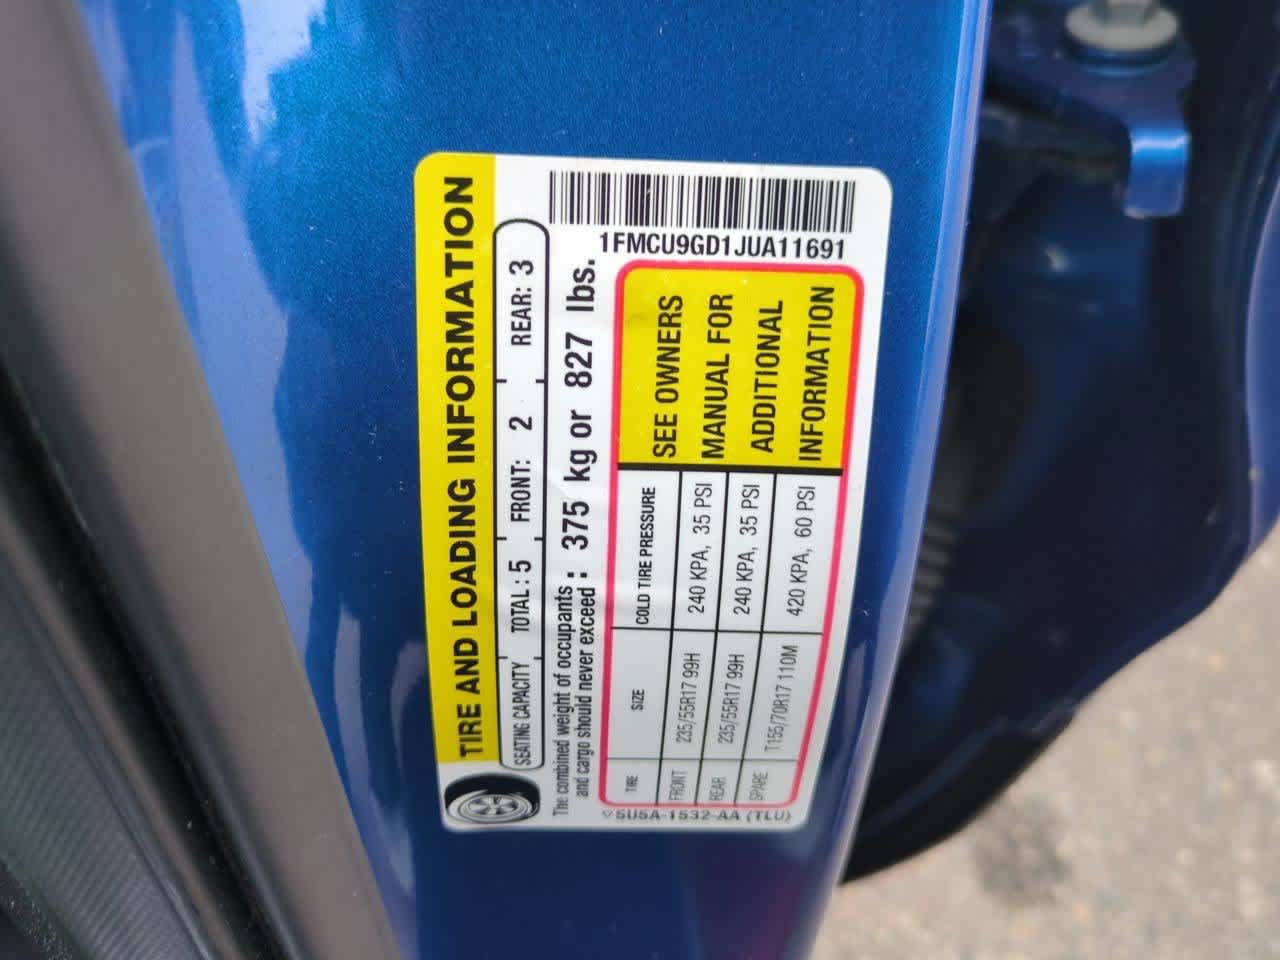 1FMCU9GD1JUA11691
TIRE AND LOADING INFORMATION
SEATING CAPACITY TOTAL: 5 FRONT: 2 REAR: 3
The combined weight of occupants
and cargo should never exceed : 375 kg or 827 lbs.
TIRE SIZE COLD TIRE PRESSURE
FRONT 235/55R17 99H 240 KPA, 35 PSI
REAR 235/55R17 99H 240 KPA, 35 PSI
SPARE T155/70R17 110M 420 KPA, 60 PSI
SEE OWNERS
MANUAL FOR
ADDITIONAL
INFORMATION
5U5A-1532-AA (TLU)